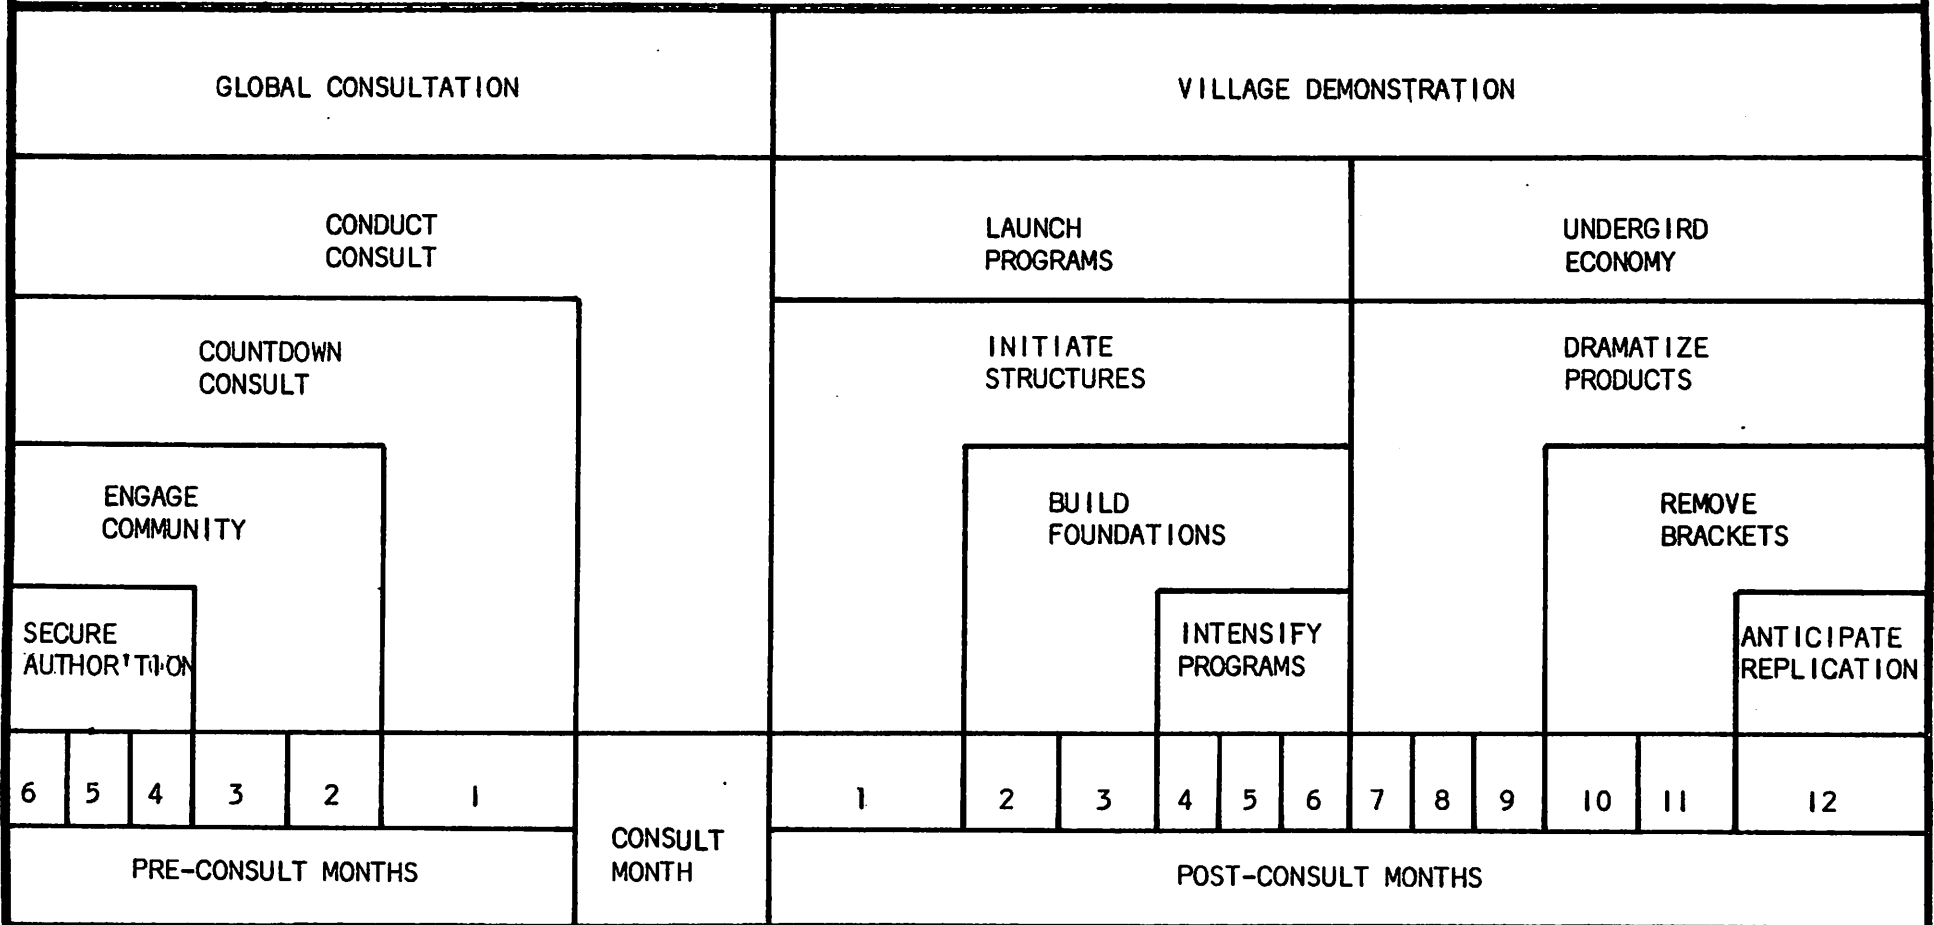 GLOBAL CONSULTATION
VILLAGE DEMONSTRATION
CONDUCT
CONSULT
LAUNCH
PROGRAMS
UNDERGIRD
ECONOMY
COUNTDOWN
CONSULT
INITIATE
STRUCTURES
DRAMATIZE
PRODUCTS
ENGAGE
COMMUNITY
BUILD
FOUNDATIONS
REMOVE
BRACKETS
SECURE
AUTHOR'TION
INTENSIFY
PROGRAMS
ANTICIPATE
REPLICATION
6 5 4 3 2 1
1 2 3 4 5 6 7 8 9 10 11 12
PRE-CONSULT MONTHS
CONSULT
MONTH
POST-CONSULT MONTHS